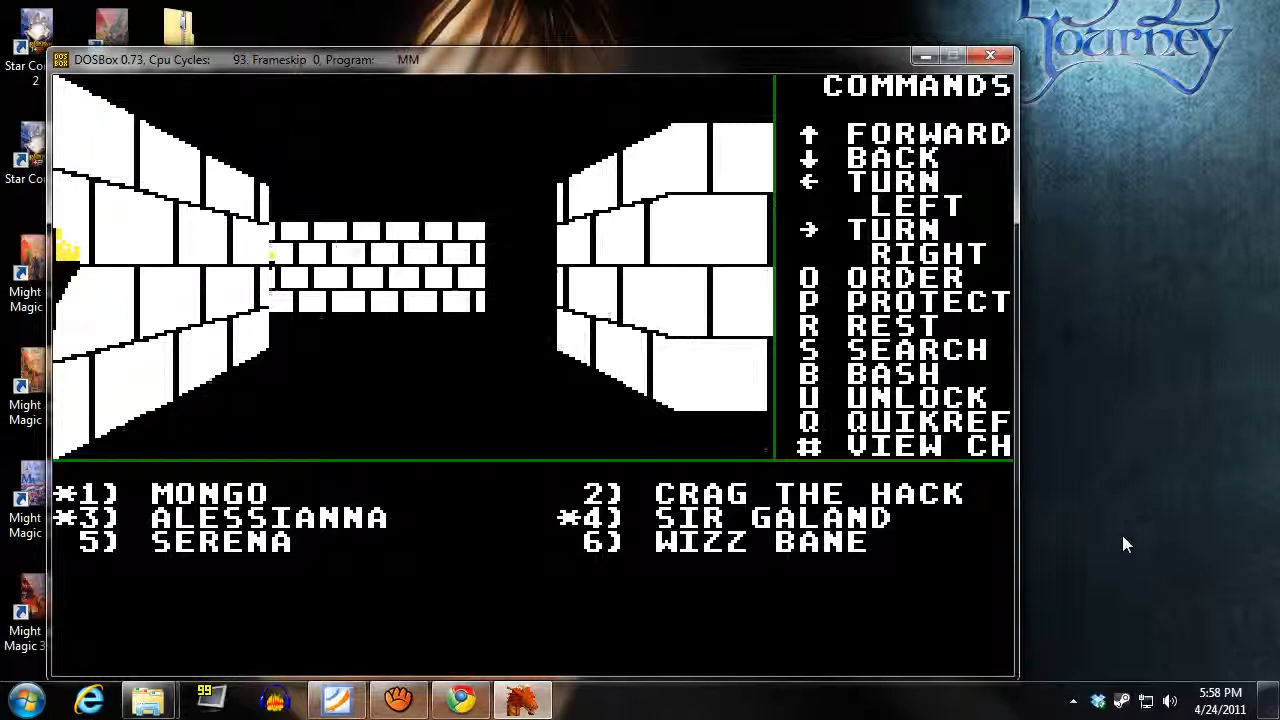 Journey
Star Co
2
Star Co
Might
Magic
Might
Magic
Might
Magic
Might
Magic 3
DOSBox 0.73, Cpu Cycles: 93. Frameskip 0, Program: MM
COMMANDS
↑ FORWARD
↓ BACK
← TURN
LEFT
→ TURN
RIGHT
O ORDER
P PROTECT
R REST
S SEARCH
B BASH
U UNLOCK
Q QUIKREF
# VIEW CH
*1) MONGO 2) CRAG THE HACK
*3) ALESSIANNA *4) SIR GALAND
5) SERENA 6) WIZZ BANE
99
5:58 PM
4/24/2011